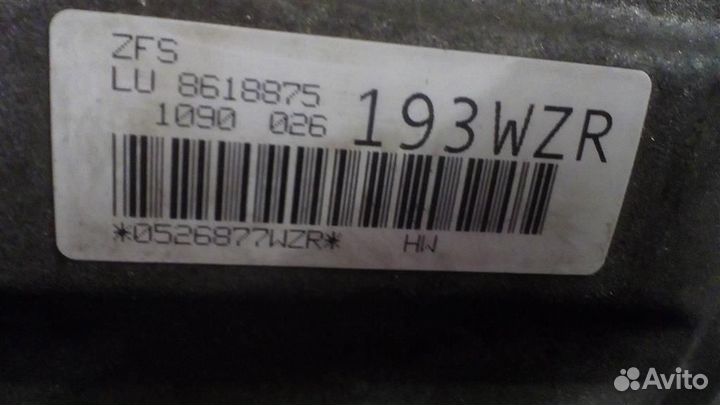 ZFS
LU 8618875
1090 026
193WZR
*0526877WZR* HW
Avito